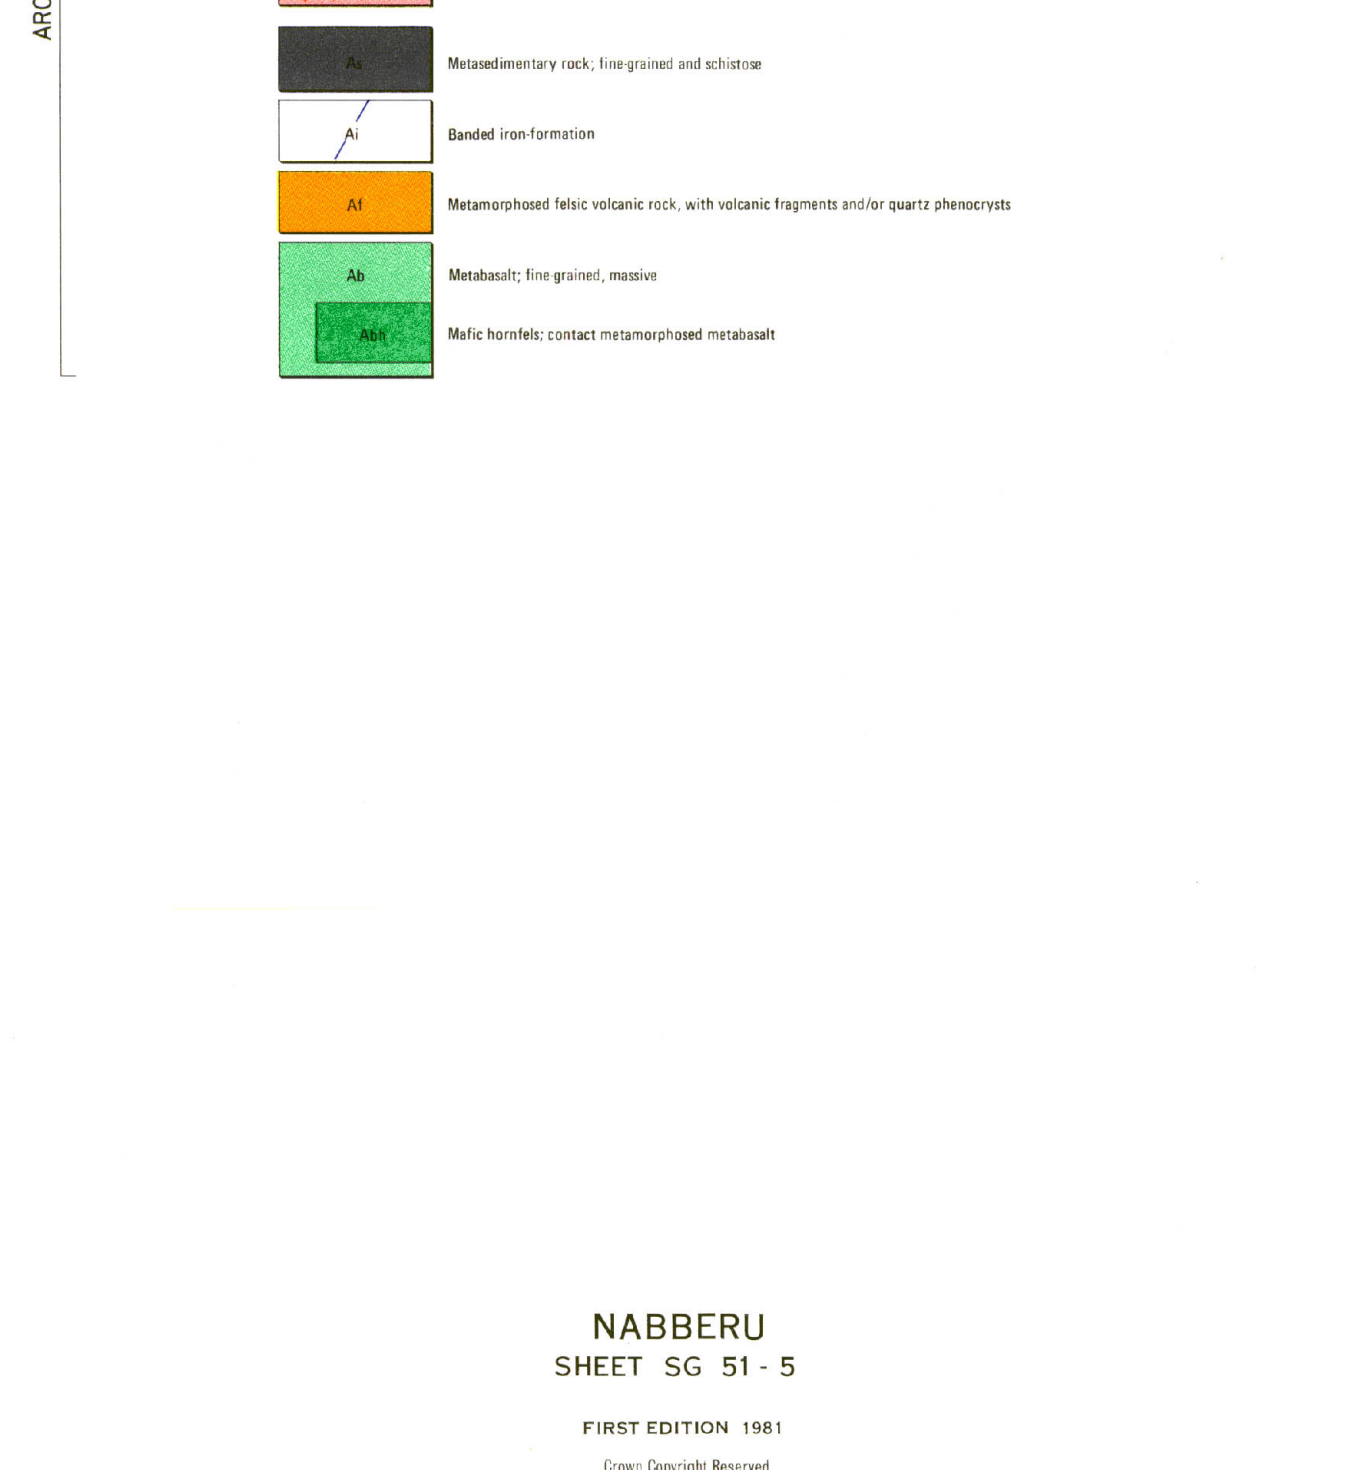 ARC
As
Metasedimentary rock; fine-grained and schistose
Ai
Banded iron-formation
Af
Metamorphosed felsic volcanic rock, with volcanic fragments and/or quartz phenocrysts
Ab
Metabasalt; fine-grained, massive
Abh
Mafic hornfels; contact metamorphosed metabasalt
NABBERU
SHEET SG 51 - 5
FIRST EDITION 1981
Crown Copyright Reserved